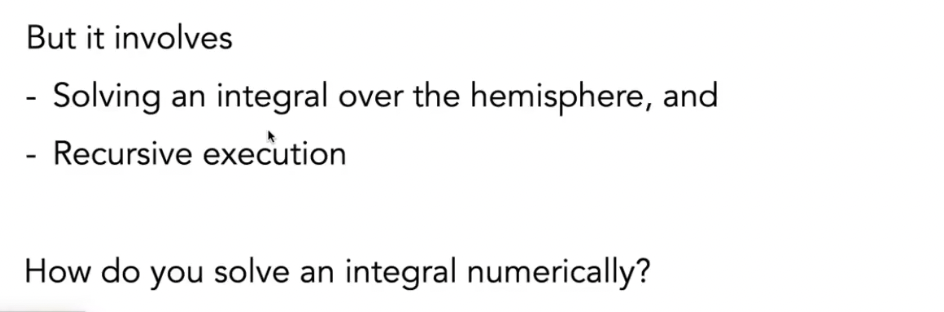 But it involves
- Solving an integral over the hemisphere, and
- Recursive execution
How do you solve an integral numerically?